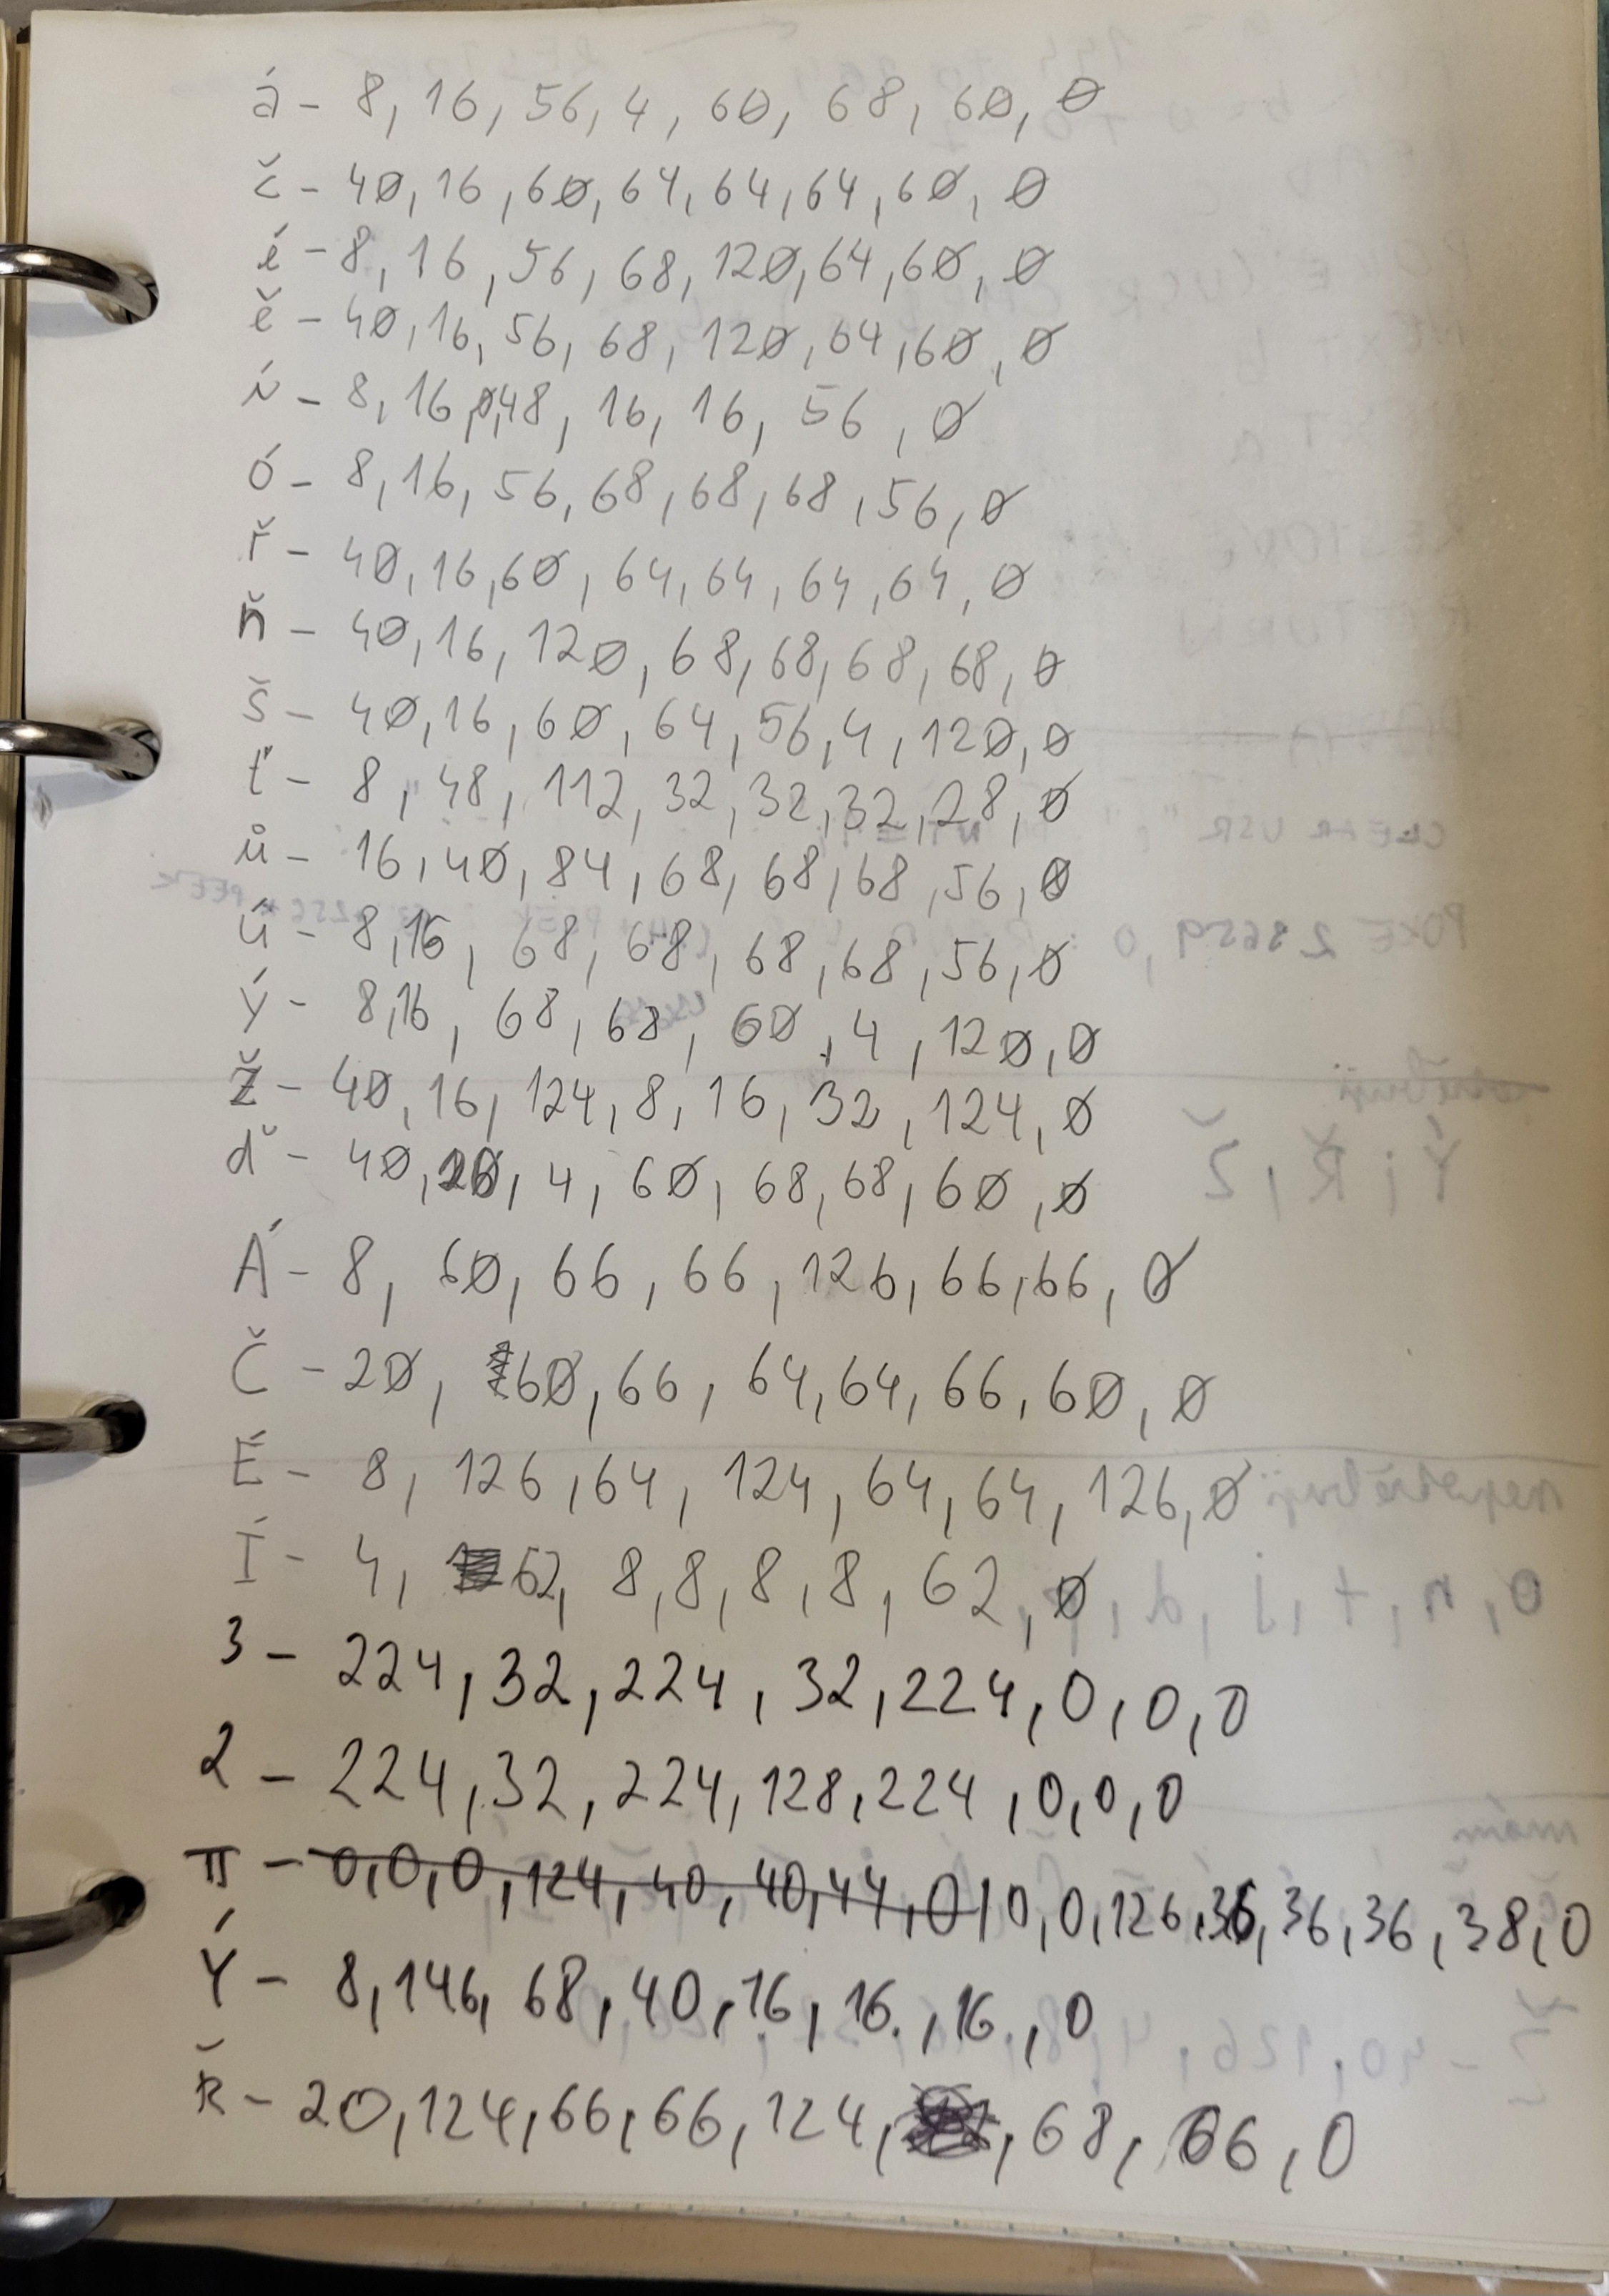 á - 8, 16, 56, 4, 60, 68, 60, 0
č - 40, 16, 60, 64, 64, 64, 60, 0
é - 8, 16, 56, 68, 120, 64, 60, 0
ě - 40, 16, 56, 68, 120, 64, 60, 0
í - 8, 16, 0, 48, 16, 16, 56, 0
ó - 8, 16, 56, 68, 68, 68, 56, 0
ř - 40, 16, 60, 64, 64, 64, 64, 0
ň - 40, 16, 120, 68, 68, 68, 68, 0
š - 40, 16, 60, 64, 56, 4, 120, 0
ť - 8, 48, 112, 32, 32, 32, 28, 0
ů - 16, 40, 84, 68, 68, 68, 56, 0
ú - 8, 16, 68, 68, 68, 68, 56, 0
ý - 8, 16, 68, 68, 60, 4, 120, 0
ž - 40, 16, 124, 8, 16, 32, 124, 0
ď - 40, 20, 4, 60, 68, 68, 60, 0
Á - 8, 60, 66, 66, 126, 66, 66, 0
Č - 20, 60, 66, 64, 64, 66, 60, 0
É - 8, 126, 64, 124, 64, 64, 126, 0
Í - 4, 62, 8, 8, 8, 8, 62, 0
3 - 224, 32, 224, 32, 224, 0, 0, 0
2 - 224, 32, 224, 128, 224, 0, 0, 0
π - 0, 0, 0, 124, 40, 40, 44, 0 | 0, 0, 126, 36, 36, 36, 38, 0
Ý - 8, 146, 68, 40, 16, 16, 16, 0
Ř - 20, 124, 66, 66, 124, , 68, 66, 0